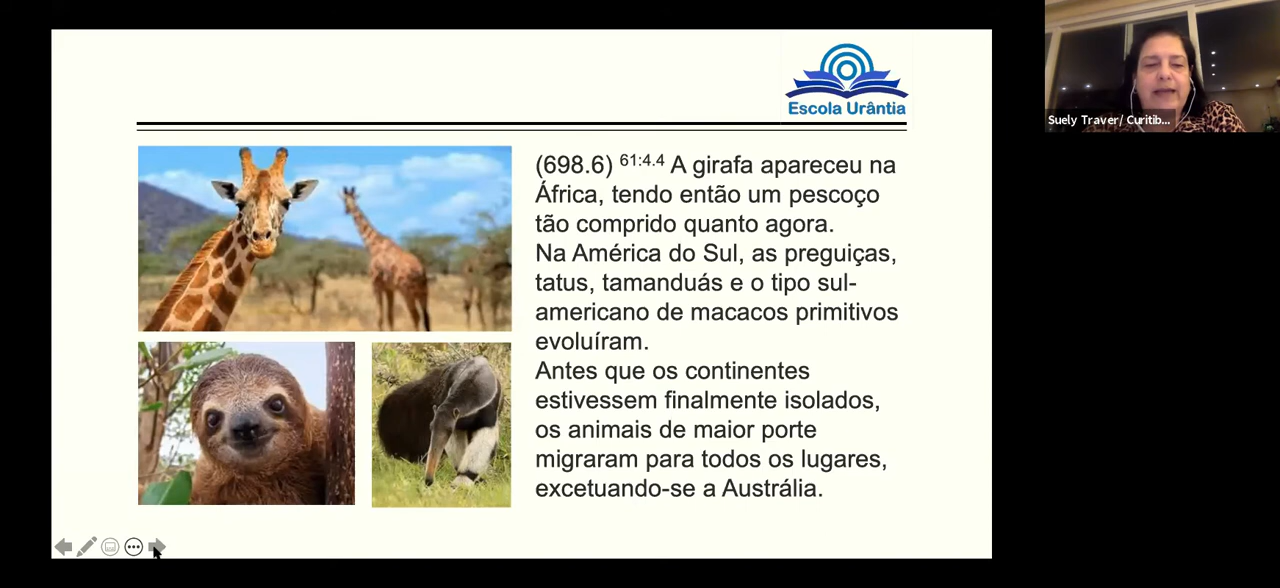 Escola Urântia
Suely Traver/ Curitib...
(698.6) 61:4.4 A girafa apareceu na
África, tendo então um pescoço
tão comprido quanto agora.
Na América do Sul, as preguiças,
tatus, tamanduás e o tipo sul-
americano de macacos primitivos
evoluíram.
Antes que os continentes
estivessem finalmente isolados,
os animais de maior porte
migraram para todos os lugares,
excetuando-se a Austrália.